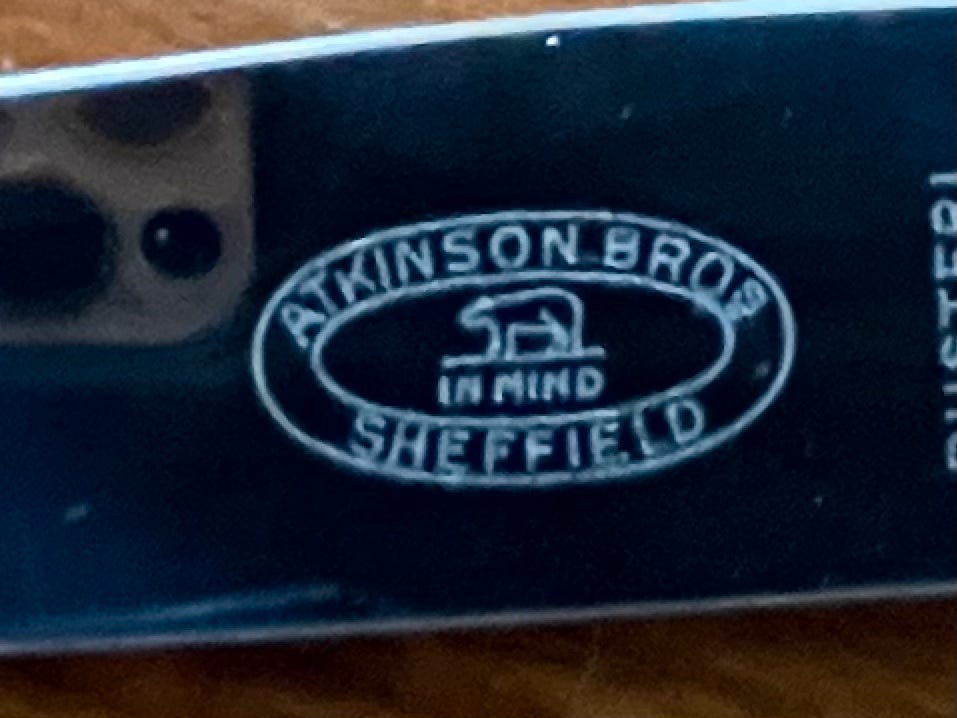 ATKINSON BROS
IN MIND
SHEFFIELD